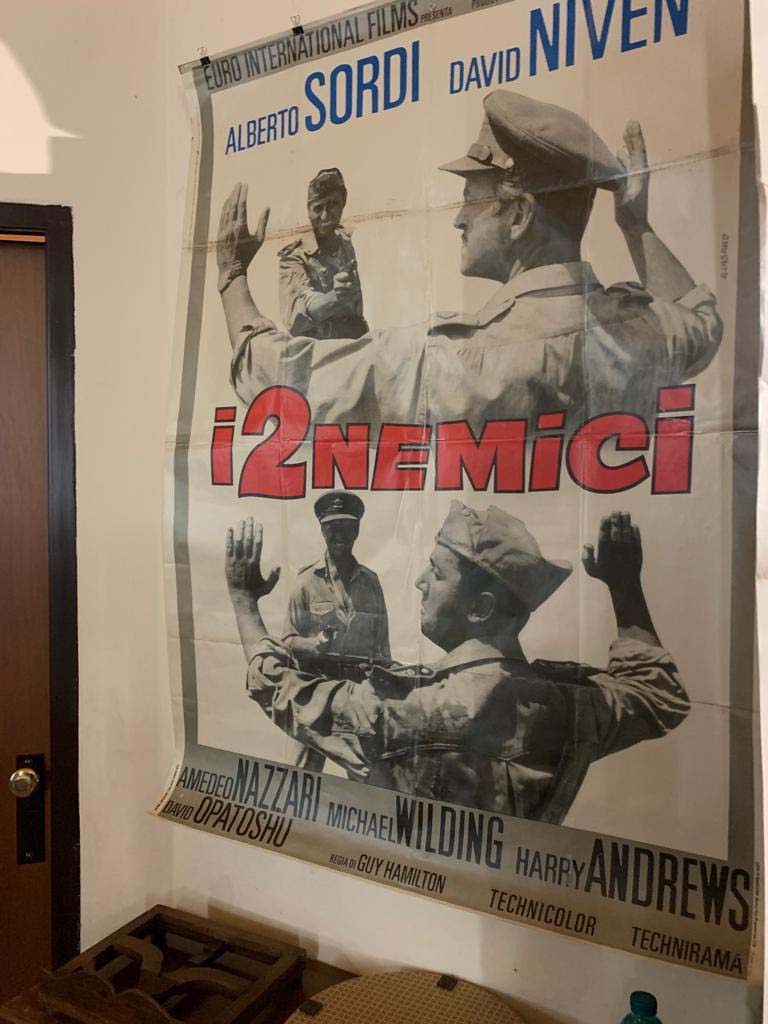 EURO INTERNATIONAL FILMS PRESENTA
ALBERTO SORDI DAVID NIVEN
i 2 NEMiCi
AMEDEO NAZZARI MICHAEL WILDING HARRY ANDREWS
DAVID OPATOSHU
REGIA DI GUY HAMILTON
TECHNICOLOR TECHNIRAMA